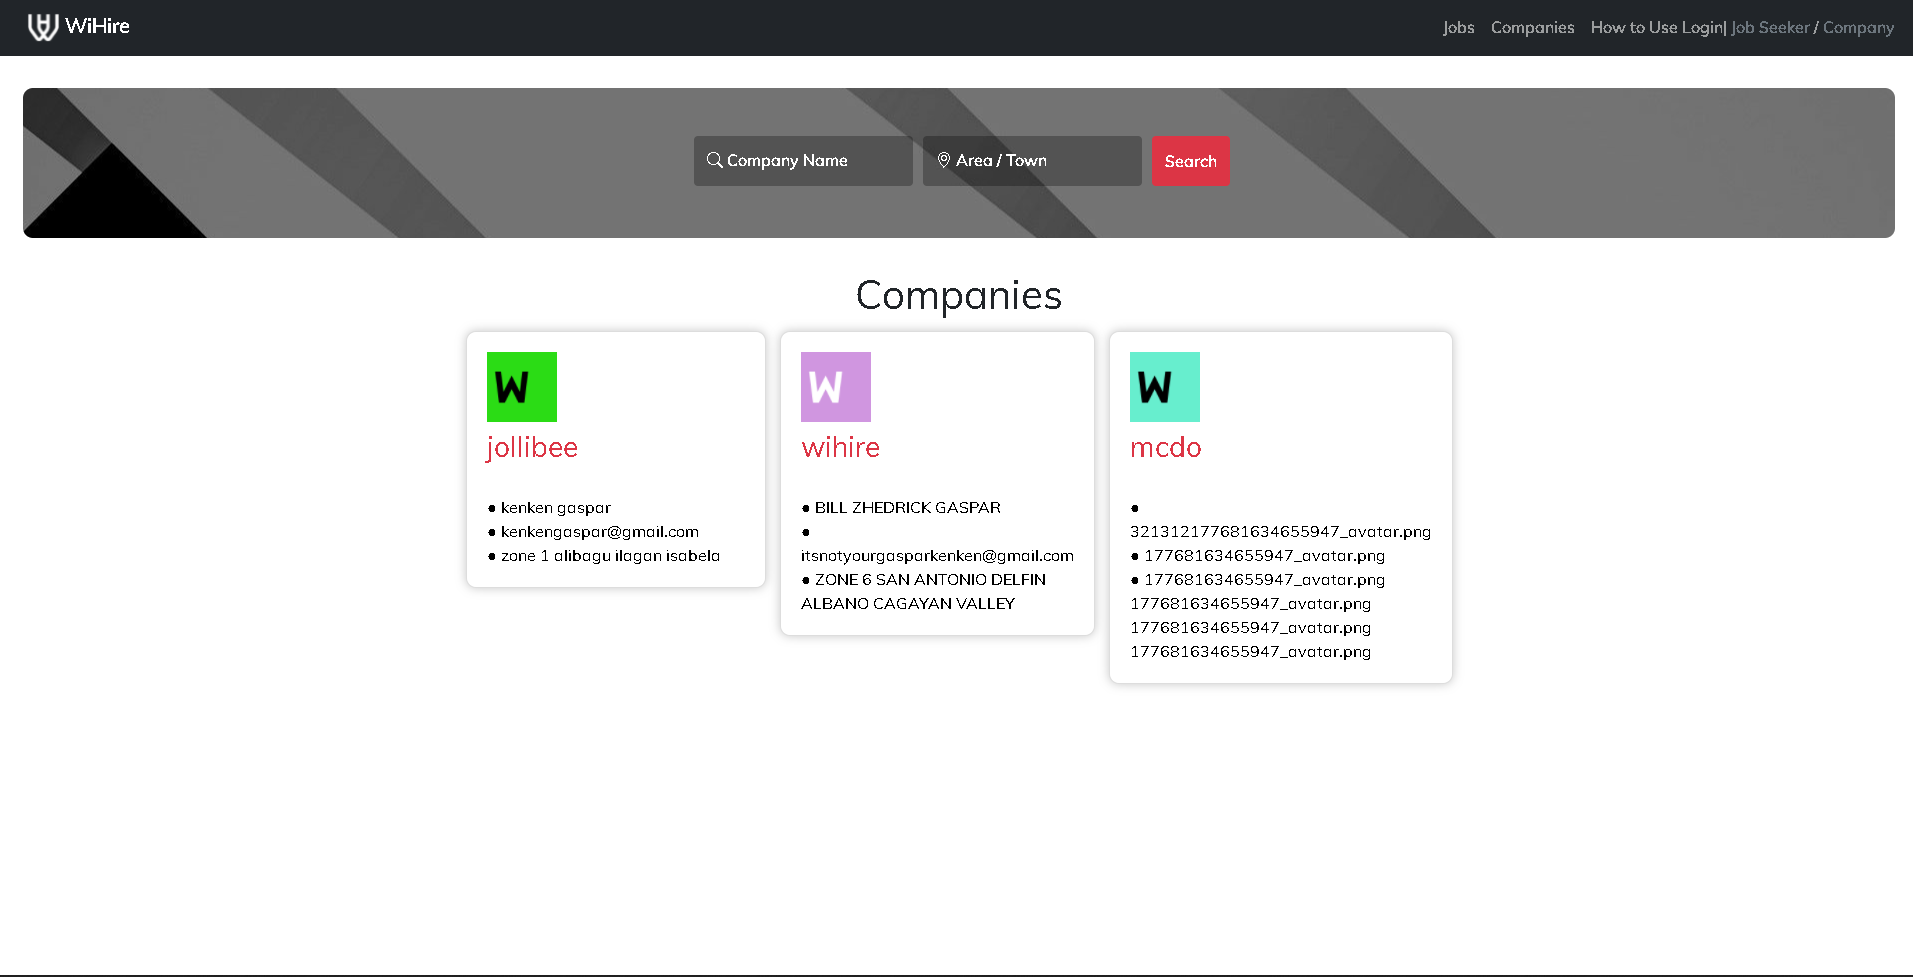 WiHire
Jobs Companies How to Use Login| Job Seeker / Company
Company Name
Area / Town
Search
Companies
W
jollibee
● kenken gaspar
● kenkengaspar@gmail.com
● zone 1 alibagu ilagan isabela
W
wihire
● BILL ZHEDRICK GASPAR
●
itsnotyourgasparkenken@gmail.com
● ZONE 6 SAN ANTONIO DELFIN
ALBANO CAGAYAN VALLEY
W
mcdo
●
321312177681634655947_avatar.png
● 177681634655947_avatar.png
● 177681634655947_avatar.png
177681634655947_avatar.png
177681634655947_avatar.png
177681634655947_avatar.png